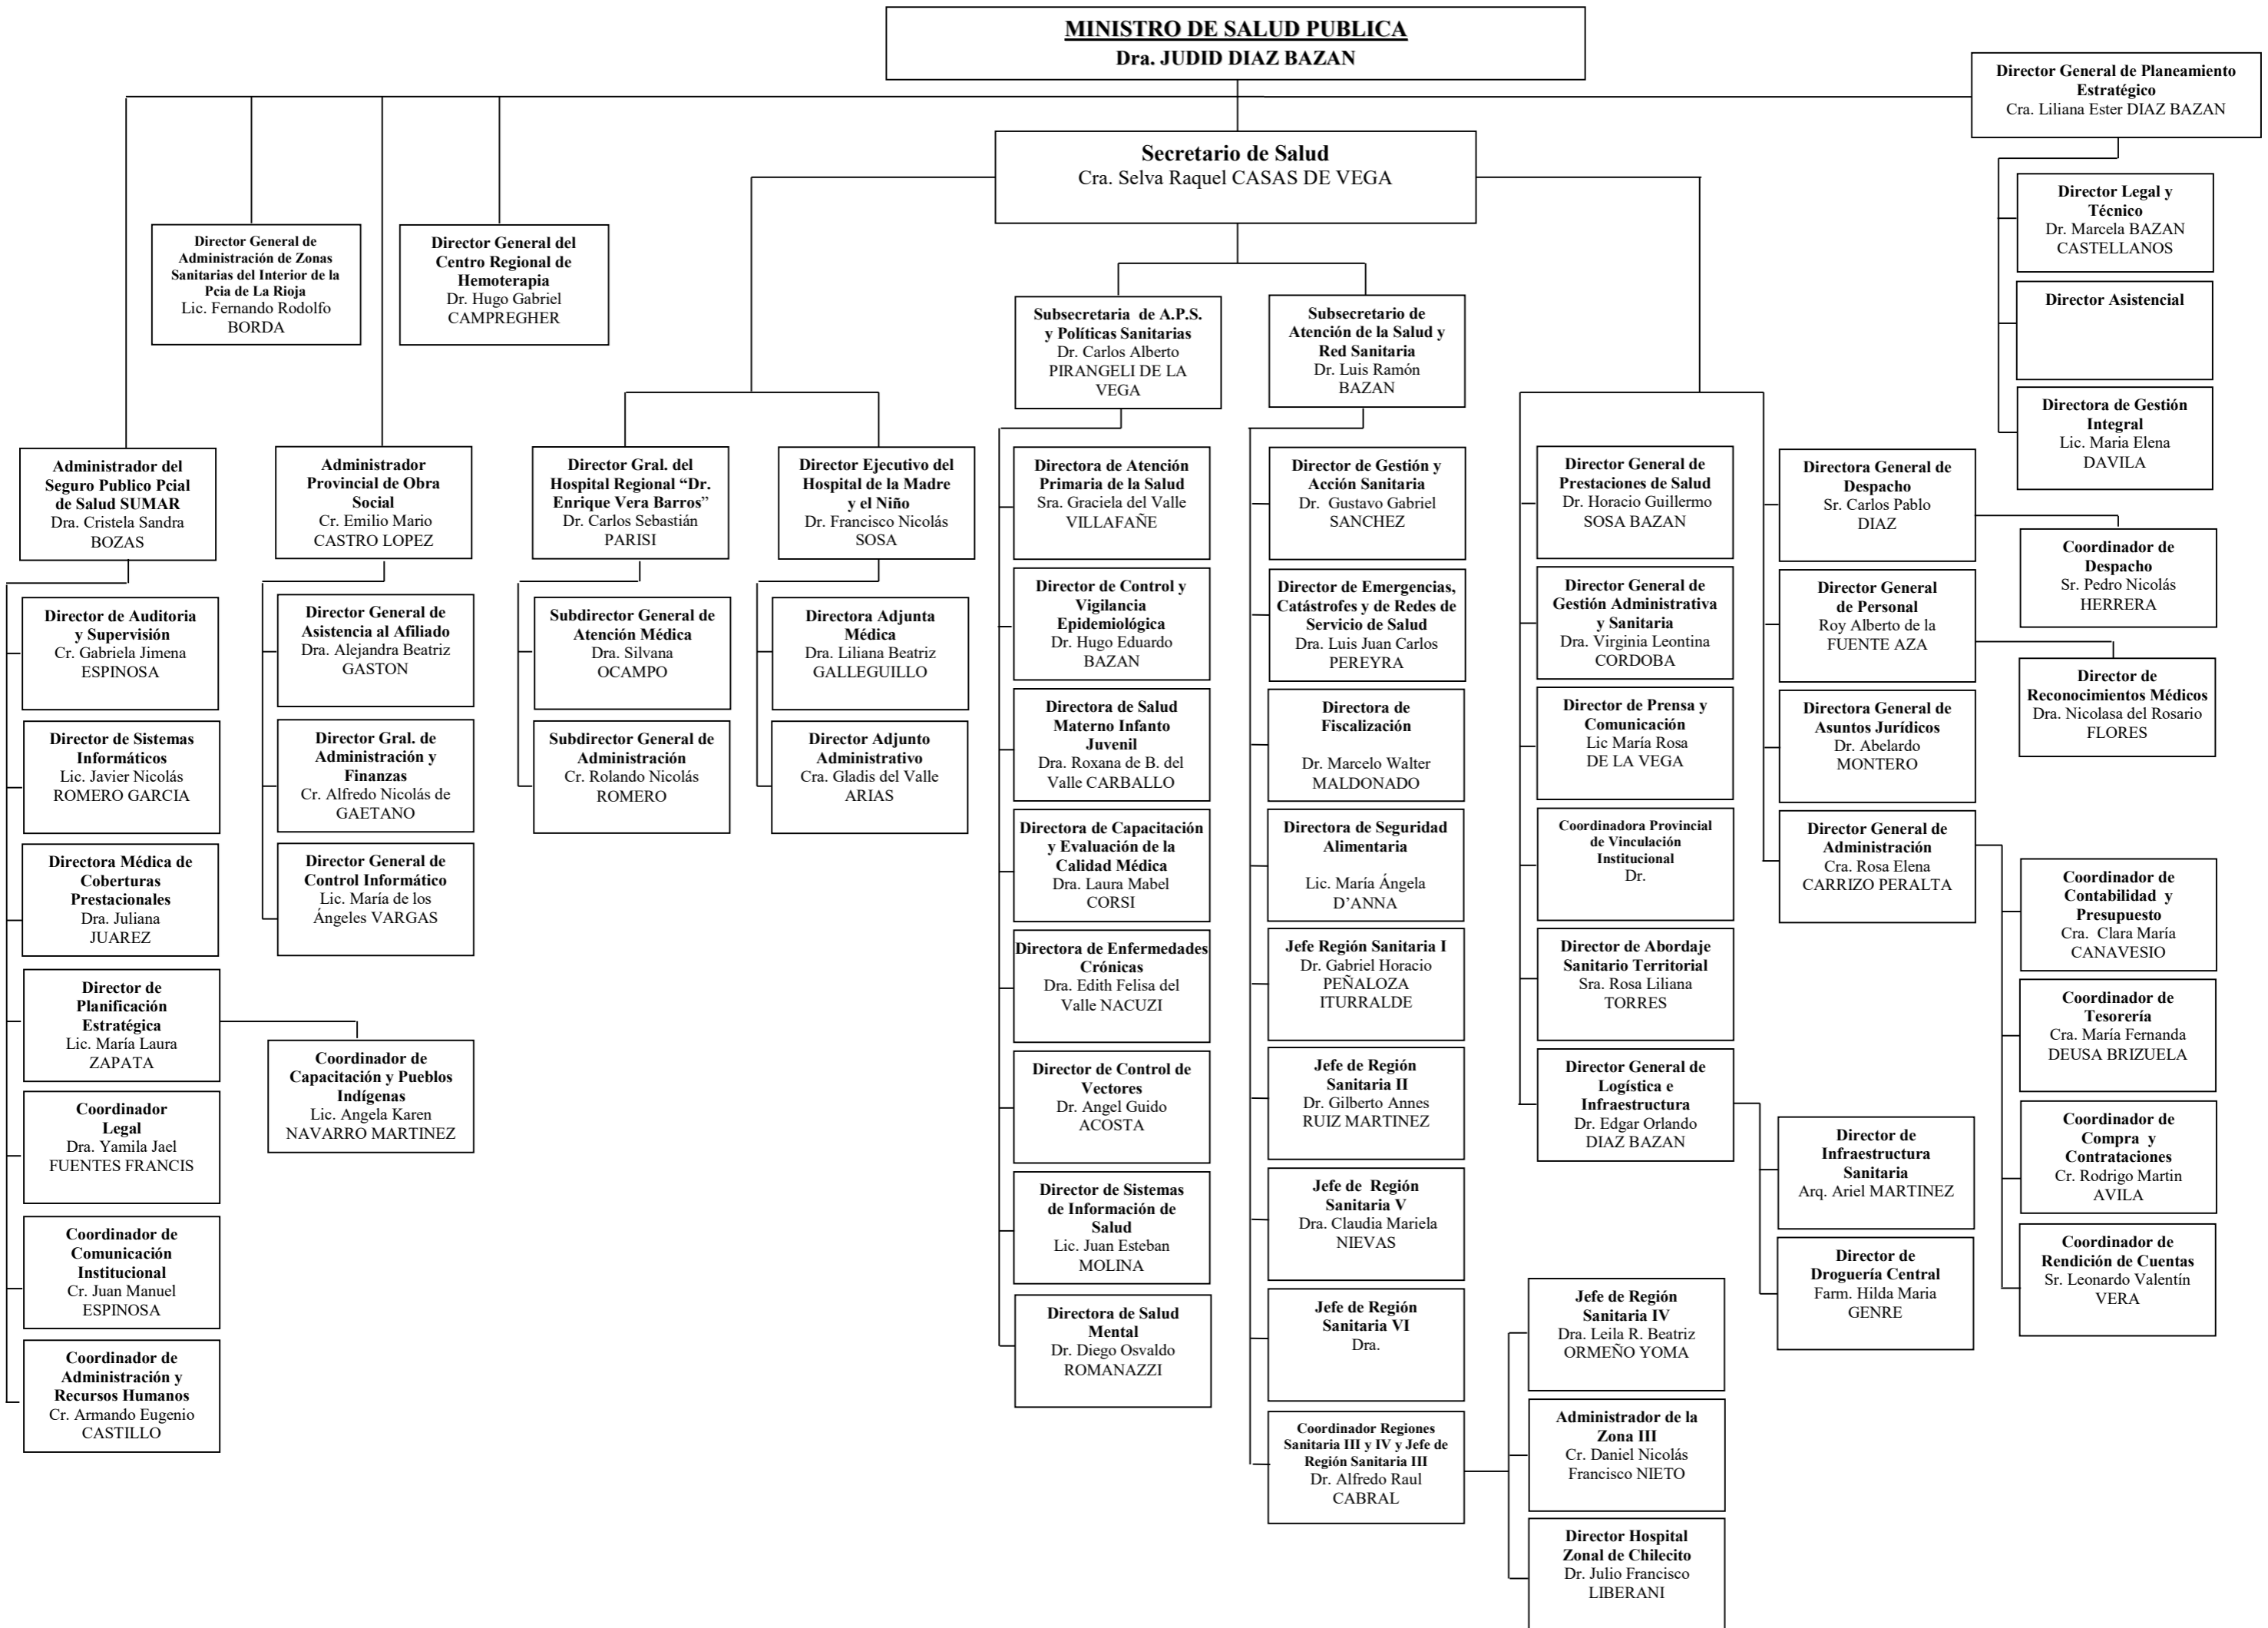 MINISTRO DE SALUD PUBLICA
Dra. JUDID DIAZ BAZAN
Director General de Planeamiento
Estratégico
Cra. Liliana Ester DIAZ BAZAN
Secretario de Salud
Cra. Selva Raquel CASAS DE VEGA
Director Legal y
Técnico
Dr. Marcela BAZAN
CASTELLANOS
Director Asistencial
Directora de Gestión
Integral
Lic. Maria Elena
DAVILA
Director General de
Administración de Zonas
Sanitarias del Interior de la
Pcia de La Rioja
Lic. Fernando Rodolfo
BORDA
Director General del
Centro Regional de
Hemoterapia
Dr. Hugo Gabriel
CAMPREGHER
Subsecretaria de A.P.S.
y Políticas Sanitarias
Dr. Carlos Alberto
PIRANGELI DE LA
VEGA
Subsecretario de
Atención de la Salud y
Red Sanitaria
Dr. Luis Ramón
BAZAN
Administrador del
Seguro Publico Pcial
de Salud SUMAR
Dra. Cristela Sandra
BOZAS
Administrador
Provincial de Obra
Social
Cr. Emilio Mario
CASTRO LOPEZ
Director Gral. del
Hospital Regional “Dr.
Enrique Vera Barros”
Dr. Carlos Sebastián
PARISI
Director Ejecutivo del
Hospital de la Madre
y el Niño
Dr. Francisco Nicolás
SOSA
Director de Auditoria
y Supervisión
Cr. Gabriela Jimena
ESPINOSA
Director de Sistemas
Informáticos
Lic. Javier Nicolás
ROMERO GARCIA
Directora Médica de
Coberturas
Prestacionales
Dra. Juliana
JUAREZ
Director de
Planificación
Estratégica
Lic. María Laura
ZAPATA
Coordinador de
Capacitación y Pueblos
Indígenas
Lic. Angela Karen
NAVARRO MARTINEZ
Coordinador
Legal
Dra. Yamila Jael
FUENTES FRANCIS
Coordinador de
Comunicación
Institucional
Cr. Juan Manuel
ESPINOSA
Coordinador de
Administración y
Recursos Humanos
Cr. Armando Eugenio
CASTILLO
Director General de
Asistencia al Afiliado
Dra. Alejandra Beatriz
GASTON
Director Gral. de
Administración y
Finanzas
Cr. Alfredo Nicolás de
GAETANO
Director General de
Control Informático
Lic. María de los
Ángeles VARGAS
Subdirector General de
Atención Médica
Dra. Silvana
OCAMPO
Subdirector General de
Administración
Cr. Rolando Nicolás
ROMERO
Directora Adjunta
Médica
Dra. Liliana Beatriz
GALLEGUILLO
Director Adjunto
Administrativo
Cra. Gladis del Valle
ARIAS
Directora de Atención
Primaria de la Salud
Sra. Graciela del Valle
VILLAFAÑE
Director de Control y
Vigilancia
Epidemiológica
Dr. Hugo Eduardo
BAZAN
Directora de Salud
Materno Infanto
Juvenil
Dra. Roxana de B. del
Valle CARBALLO
Directora de Capacitación
y Evaluación de la
Calidad Médica
Dra. Laura Mabel
CORSI
Directora de Enfermedades
Crónicas
Dra. Edith Felisa del
Valle NACUZI
Director de Control de
Vectores
Dr. Angel Guido
ACOSTA
Director de Sistemas
de Información de
Salud
Lic. Juan Esteban
MOLINA
Directora de Salud
Mental
Dr. Diego Osvaldo
ROMANAZZI
Director de Gestión y
Acción Sanitaria
Dr. Gustavo Gabriel
SANCHEZ
Director de Emergencias,
Catástrofes y de Redes de
Servicio de Salud
Dra. Luis Juan Carlos
PEREYRA
Directora de
Fiscalización
Dr. Marcelo Walter
MALDONADO
Directora de Seguridad
Alimentaria
Lic. María Ángela
D’ANNA
Jefe Región Sanitaria I
Dr. Gabriel Horacio
PEÑALOZA
ITURRALDE
Jefe de Región
Sanitaria II
Dr. Gilberto Annes
RUIZ MARTINEZ
Jefe de Región
Sanitaria V
Dra. Claudia Mariela
NIEVAS
Jefe de Región
Sanitaria VI
Dra.
Coordinador Regiones
Sanitaria III y IV y Jefe de
Región Sanitaria III
Dr. Alfredo Raul
CABRAL
Jefe de Región
Sanitaria IV
Dra. Leila R. Beatriz
ORMEÑO YOMA
Administrador de la
Zona III
Cr. Daniel Nicolás
Francisco NIETO
Director Hospital
Zonal de Chilecito
Dr. Julio Francisco
LIBERANI
Director General de
Prestaciones de Salud
Dr. Horacio Guillermo
SOSA BAZAN
Director General de
Gestión Administrativa
y Sanitaria
Dra. Virginia Leontina
CORDOBA
Director de Prensa y
Comunicación
Lic María Rosa
DE LA VEGA
Coordinadora Provincial
de Vinculación
Institucional
Dr.
Director de Abordaje
Sanitario Territorial
Sra. Rosa Liliana
TORRES
Director General de
Logística e
Infraestructura
Dr. Edgar Orlando
DIAZ BAZAN
Director de
Infraestructura
Sanitaria
Arq. Ariel MARTINEZ
Director de
Droguería Central
Farm. Hilda Maria
GENRE
Directora General de
Despacho
Sr. Carlos Pablo
DIAZ
Coordinador de
Despacho
Sr. Pedro Nicolás
HERRERA
Director General
de Personal
Roy Alberto de la
FUENTE AZA
Director de
Reconocimientos Médicos
Dra. Nicolasa del Rosario
FLORES
Directora General de
Asuntos Jurídicos
Dr. Abelardo
MONTERO
Director General de
Administración
Cra. Rosa Elena
CARRIZO PERALTA
Coordinador de
Contabilidad y
Presupuesto
Cra. Clara María
CANAVESIO
Coordinador de
Tesorería
Cra. María Fernanda
DEUSA BRIZUELA
Coordinador de
Compra y
Contrataciones
Cr. Rodrigo Martin
AVILA
Coordinador de
Rendición de Cuentas
Sr. Leonardo Valentín
VERA